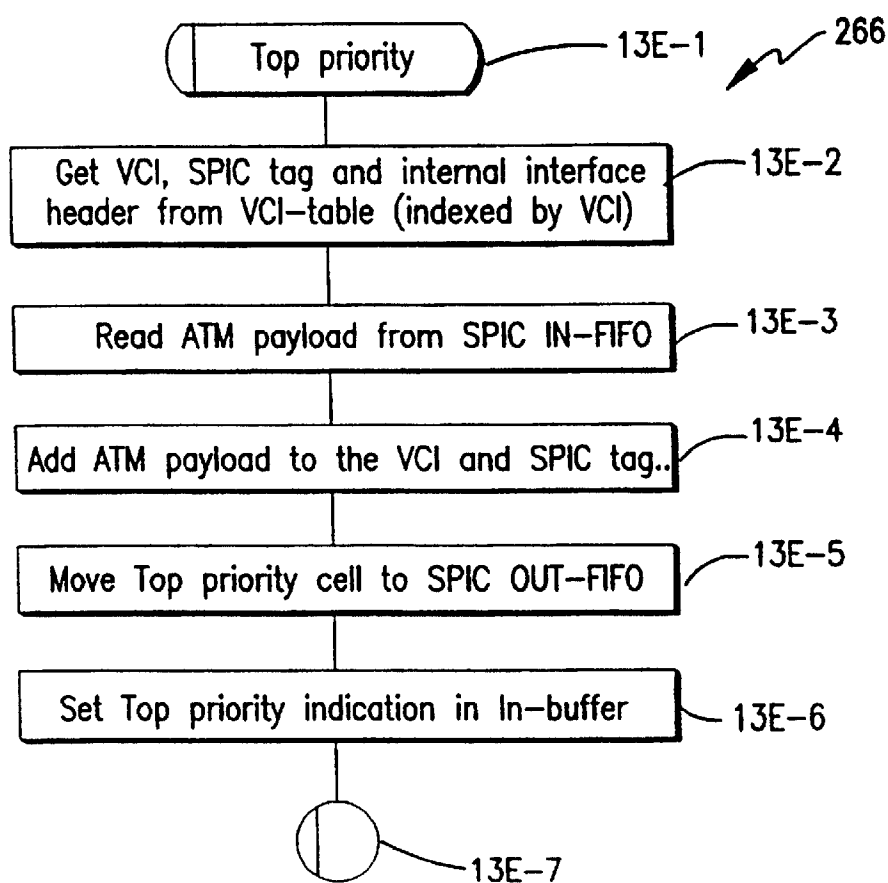 266
Top priority
13E-1
Get VCI, SPIC tag and internal interface
header from VCI-table (indexed by VCI)
13E-2
Read ATM payload from SPIC IN-FIFO
13E-3
Add ATM payload to the VCI and SPIC tag..
13E-4
Move Top priority cell to SPIC OUT-FIFO
13E-5
Set Top priority indication in In-buffer
13E-6
13E-7